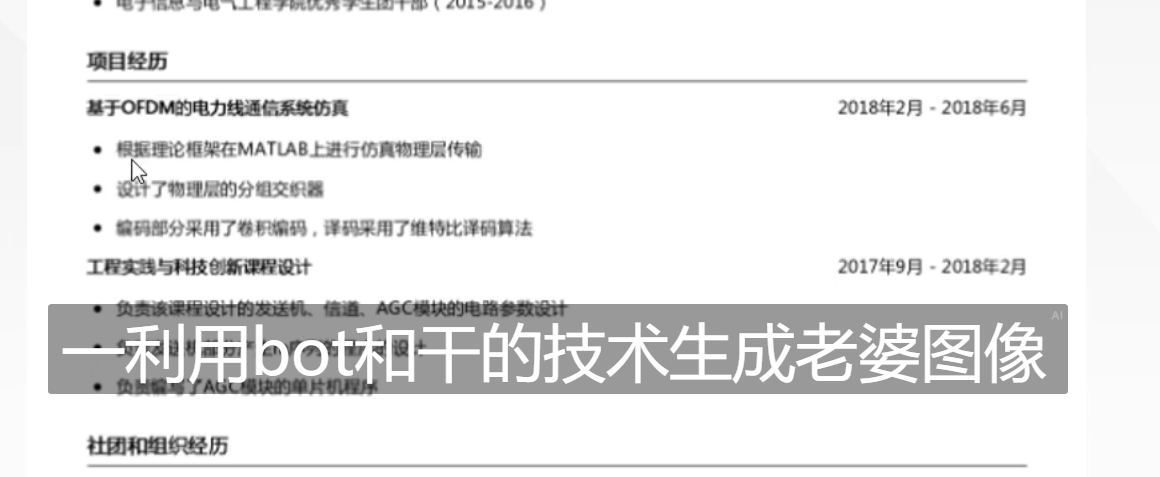 电子信息与电气工程学院优秀学生团干部（2015-2016）
项目经历
基于OFDM的电力线通信系统仿真 2018年2月 - 2018年6月
根据理论框架在MATLAB上进行仿真物理层传输
设计了物理层的分组交织器
编码部分采用了卷积编码，译码采用了维特比译码算法
工程实践与科技创新课程设计 2017年9月 - 2018年2月
负责该课程设计的发送机、信道、AGC模块的电路参数设计
AI
一利用bot和干的技术生成老婆图像
负责编写了AGC模块的单片机程序
社团和组织经历